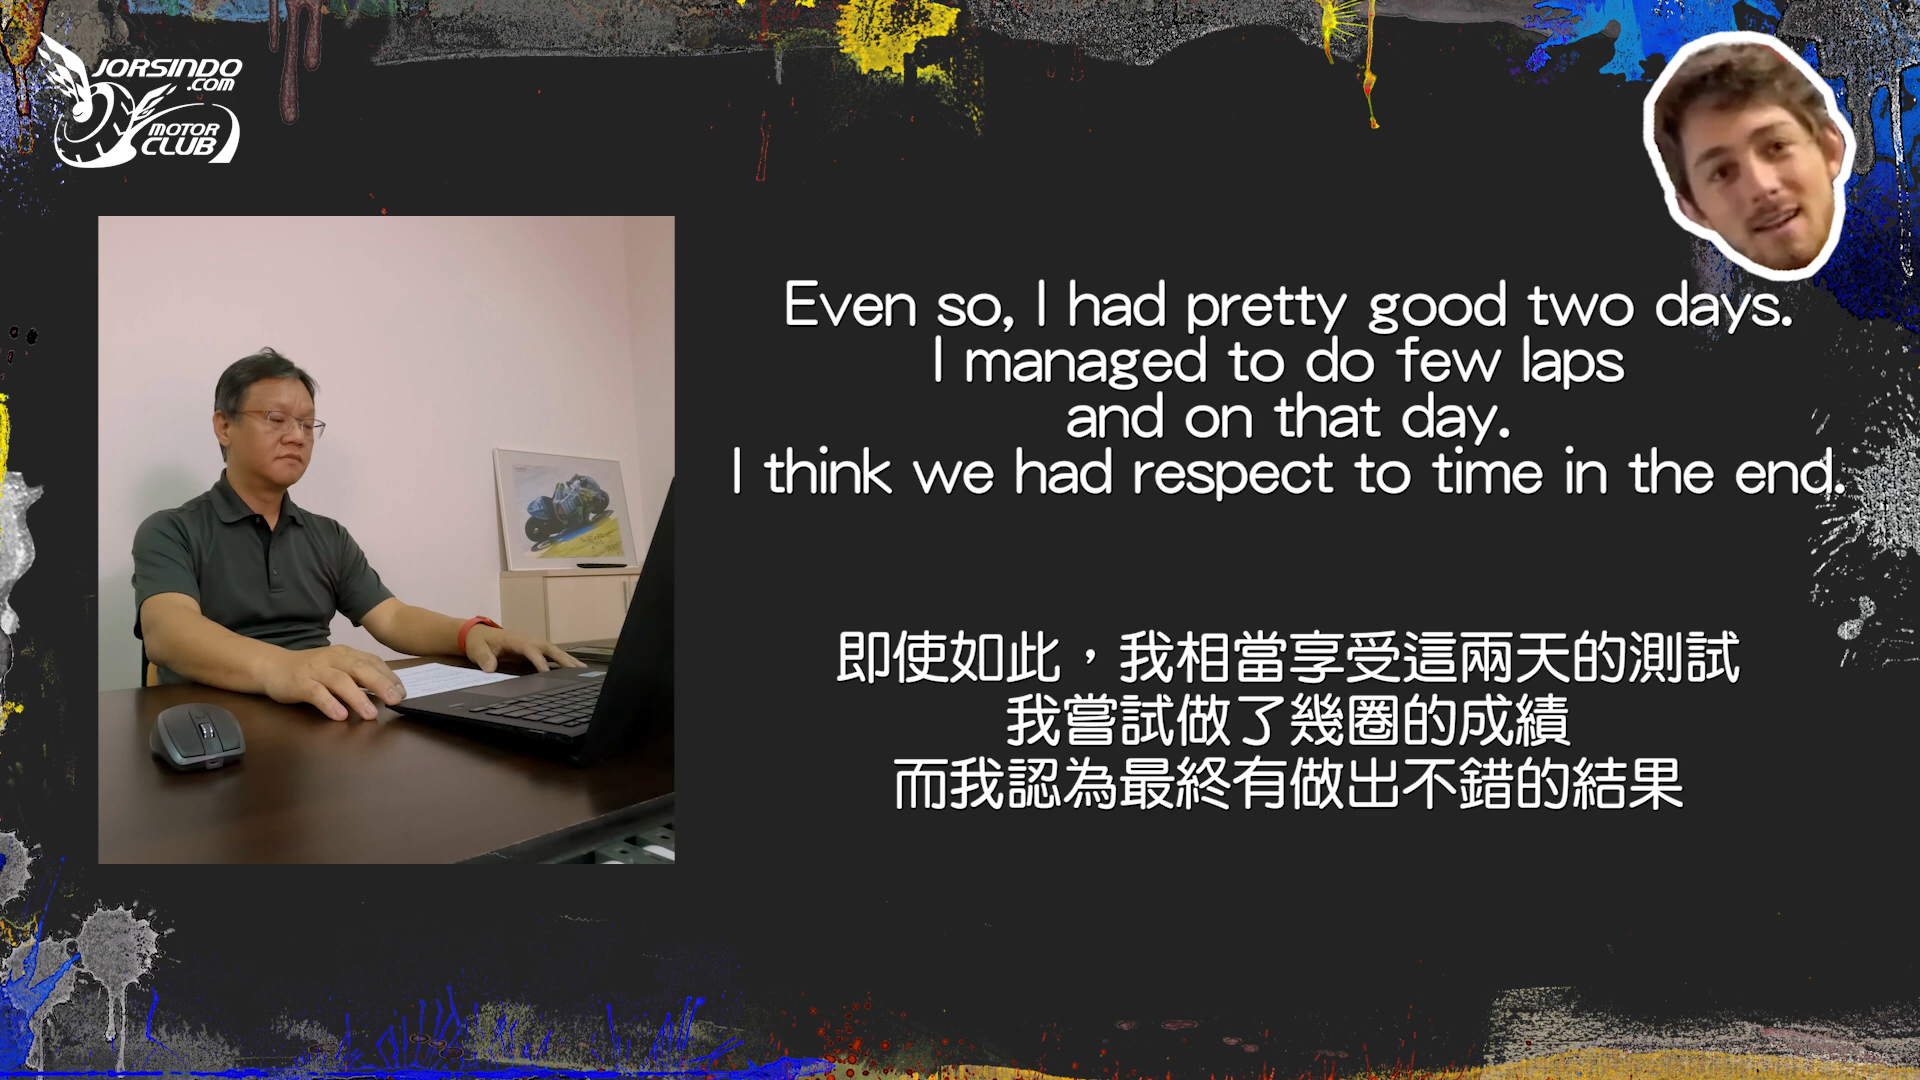 JORSINDO
.COM
MOTOR
CLUB
Even so, I had pretty good two days.
I managed to do few laps
and on that day.
I think we had respect to time in the end.
即使如此，我相當享受這兩天的測試
我嘗試做了幾圈的成績
而我認為最終有做出不錯的結果